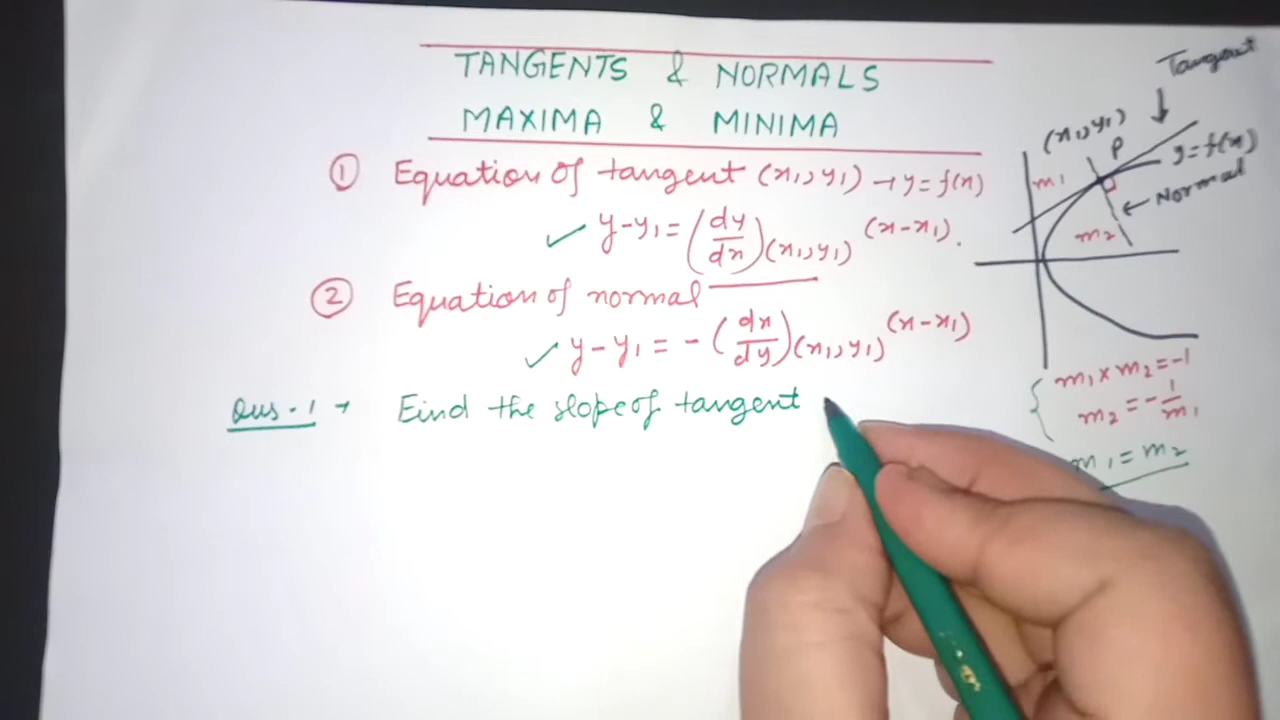 TANGENTS & NORMALS
MAXIMA & MINIMA
① Equation of tangent (x₁, y₁) → y = f(x)
✓ y-y₁ = (dy/dx)(x₁, y₁) (x-x₁).
② Equation of normal
✓ y-y₁ = -(dx/dy)(x₁, y₁) (x-x₁)
Qus.1 → Find the slope of tangent
Tangent
(x₁, y₁)
P
y = f(x)
m₁
Normal
m₂
m₁ × m₂ = -1
m₂ = -1/m₁
m₁ = m₂